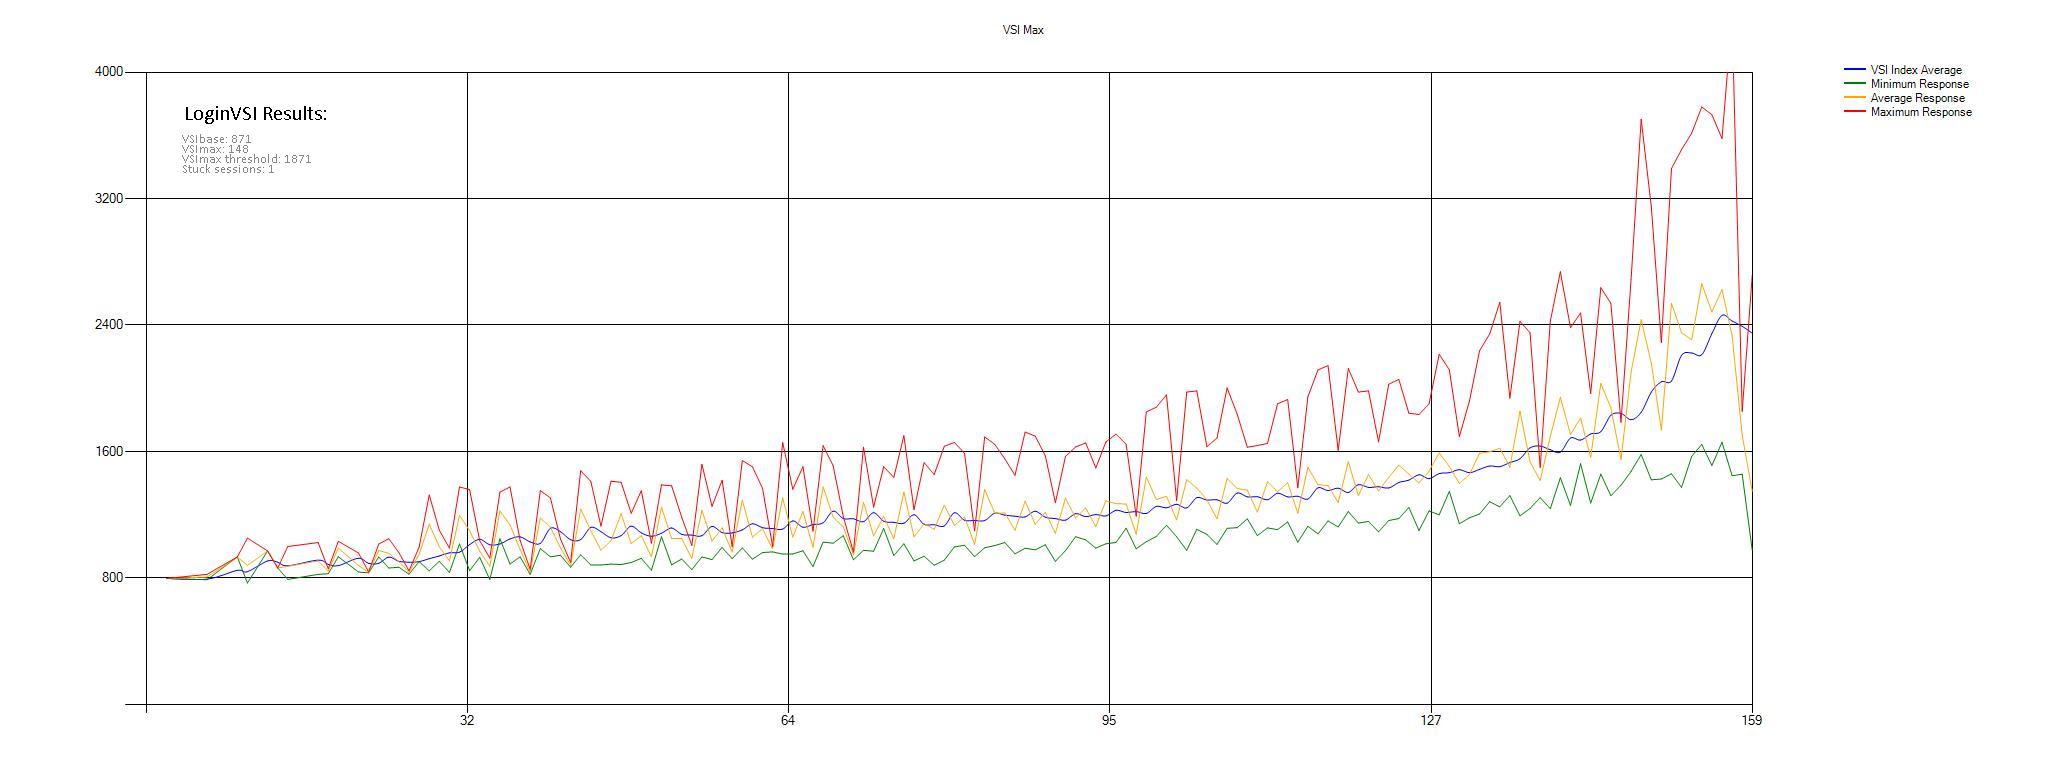 VSI Max
4000
3200
2400
1600
800
LoginVSI Results:
VSIbase: 871
VSImax: 148
VSImax threshold: 1871
Stuck sessions: 1
32
64
95
127
159
VSI Index Average
Minimum Response
Average Response
Maximum Response